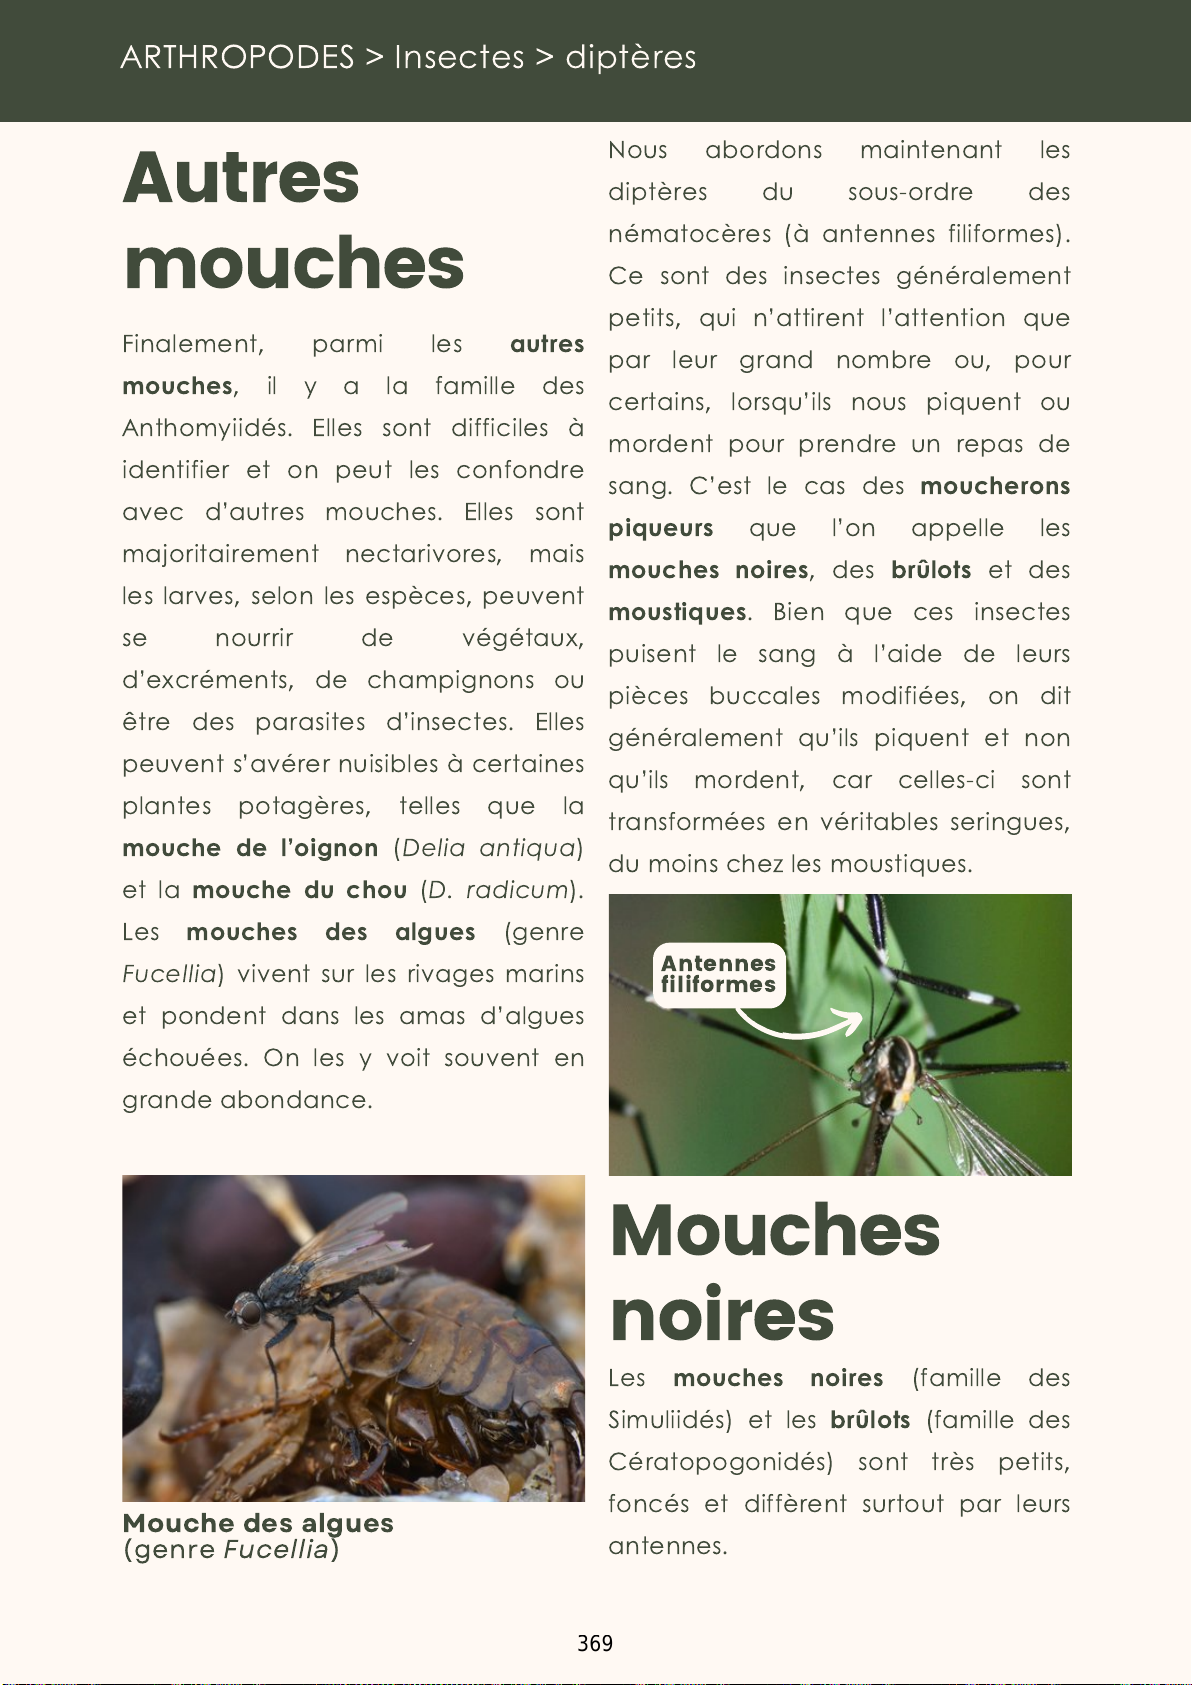 ARTHROPODES > Insectes > diptères
Autres
mouches
Finalement, parmi les autres
mouches, il y a la famille des
Anthomyiidés. Elles sont difficiles à
identifier et on peut les confondre
avec d'autres mouches. Elles sont
majoritairement nectarivores, mais
les larves, selon les espèces, peuvent
se nourrir de végétaux,
d'excréments, de champignons ou
être des parasites d'insectes. Elles
peuvent s'avérer nuisibles à certaines
plantes potagères, telles que la
mouche de l'oignon (Delia antiqua)
et la mouche du chou (D. radicum).
Les mouches des algues (genre
Fucellia) vivent sur les rivages marins
et pondent dans les amas d'algues
échouées. On les y voit souvent en
grande abondance.
Mouche des algues
(genre Fucellia)
Nous abordons maintenant les
diptères du sous-ordre des
nématocères (à antennes filiformes).
Ce sont des insectes généralement
petits, qui n'attirent l'attention que
par leur grand nombre ou, pour
certains, lorsqu'ils nous piquent ou
mordent pour prendre un repas de
sang. C'est le cas des moucherons
piqueurs que l'on appelle les
mouches noires, des brûlots et des
moustiques. Bien que ces insectes
puisent le sang à l'aide de leurs
pièces buccales modifiées, on dit
généralement qu'ils piquent et non
qu'ils mordent, car celles-ci sont
transformées en véritables seringues,
du moins chez les moustiques.
Antennes
filiformes
Mouches
noires
Les mouches noires (famille des
Simuliidés) et les brûlots (famille des
Cératopogonidés) sont très petits,
foncés et diffèrent surtout par leurs
antennes.
369